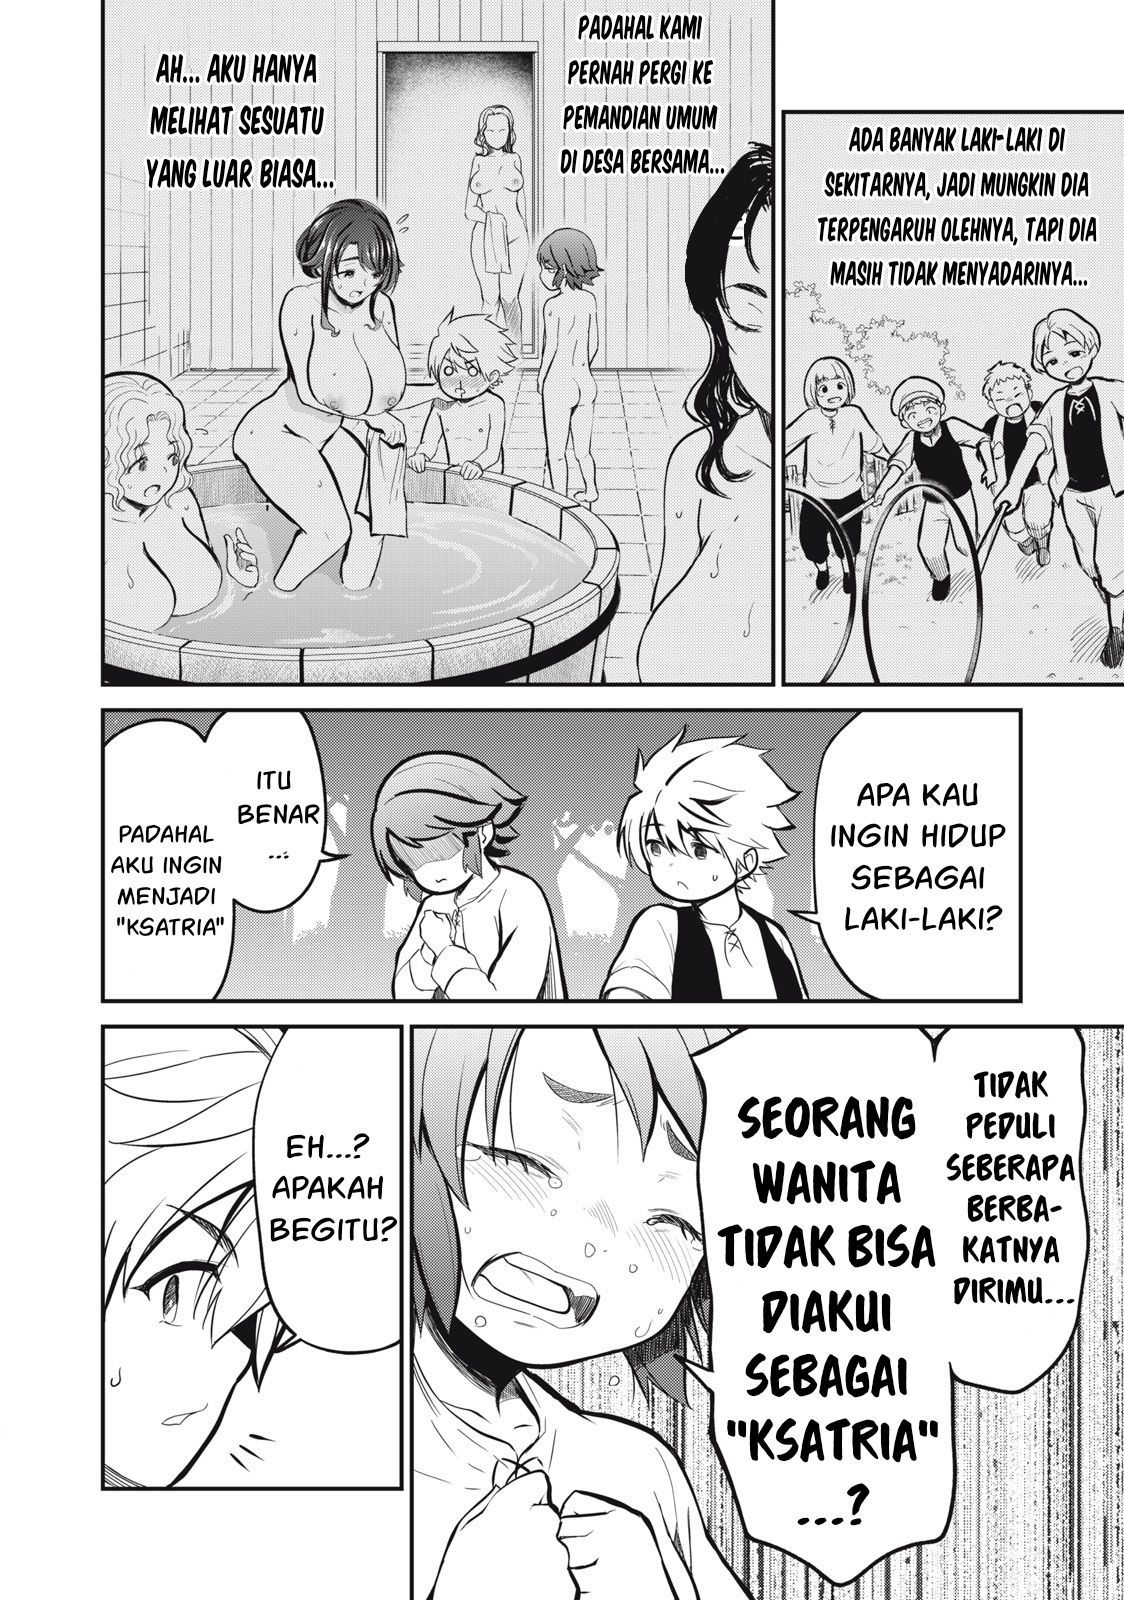 ADA BANYAK LAKI-LAKI DI
SEKITARNYA, JADI MUNGKIN DIA
TERPENGARUH OLEHNYA, TAPI DIA
MASIH TIDAK MENYADARINYA...
PADAHAL KAMI
PERNAH PERGI KE
PEMANDIAN UMUM
DI DESA BERSAMA...
AH... AKU HANYA
MELIHAT SESUATU
YANG LUAR BIASA...
APA KAU
INGIN HIDUP
SEBAGAI
LAKI-LAKI?
ITU
BENAR
...
PADAHAL
AKU INGIN
MENJADI
"KSATRIA"
TIDAK
PEDULI
SEBERAPA
BERBA-
KATNYA
DIRIMU...
SEORANG
WANITA
TIDAK BISA
DIAKUI
SEBAGAI
"KSATRIA"
...?
EH...?
APAKAH
BEGITU?